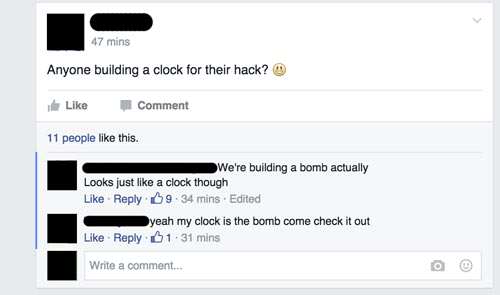 47 mins
Anyone building a clock for their hack? 😃
Like Comment
11 people like this.
We're building a bomb actually
Looks just like a clock though
Like · Reply · 9 · 34 mins · Edited
yeah my clock is the bomb come check it out
Like · Reply · 1 · 31 mins
Write a comment...